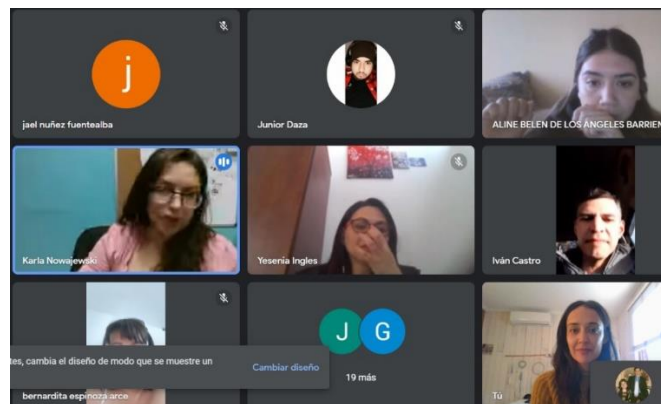 j
jael nuñez fuentealba
Junior Daza
ALINE BELEN DE LOS ÁNGELES BARRIEN
Karla Nowajewski
Yesenia Ingles
Iván Castro
J G
tes, cambia el diseño de modo que se muestre un
Cambiar diseño
19 más
bernardita espinoza arce
Tú